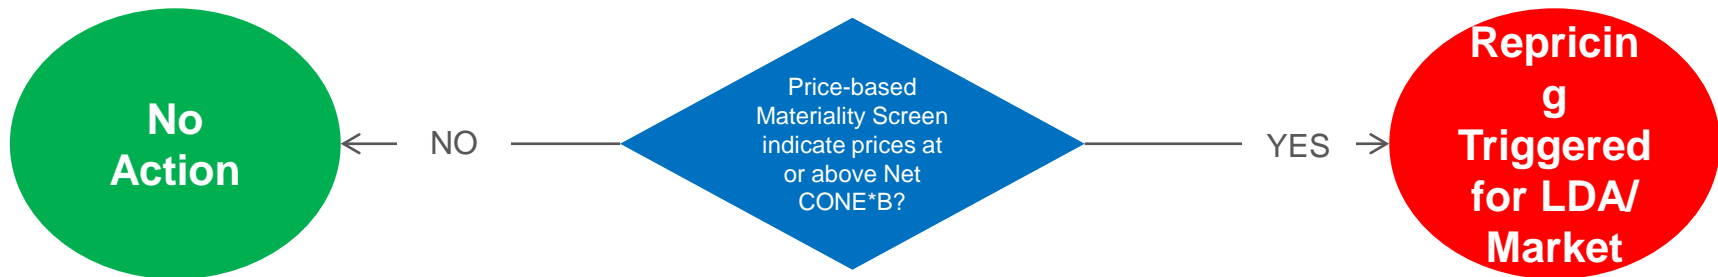 No
Action
NO
Price-based
Materiality Screen
indicate prices at
or above Net
CONE*B?
YES
Repricin
g
Triggered
for LDA/
Market